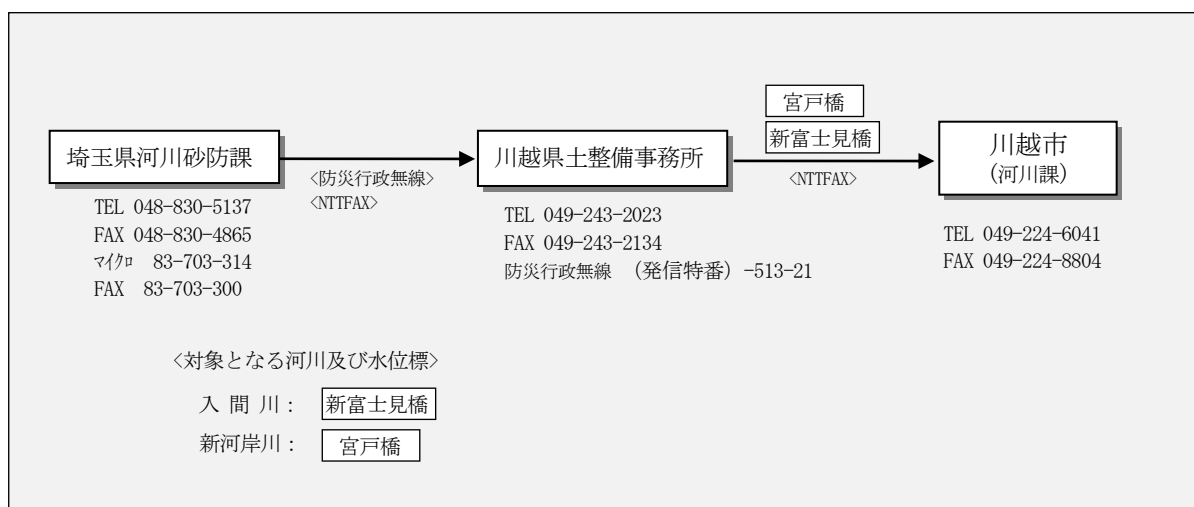 宮戸橋
新富士見橋
埼玉県河川砂防課
川越県土整備事務所
川越市
(河川課)
<防災行政無線>
<NTTFAX>
<NTTFAX>
TEL 048-830-5137
FAX 048-830-4865
ﾏｲｸﾛ 83-703-314
FAX 83-703-300
TEL 049-243-2023
FAX 049-243-2134
防災行政無線 (発信特番)-513-21
TEL 049-224-6041
FAX 049-224-8804
<対象となる河川及び水位標>
入 間 川: 新富士見橋
新河岸川: 宮戸橋